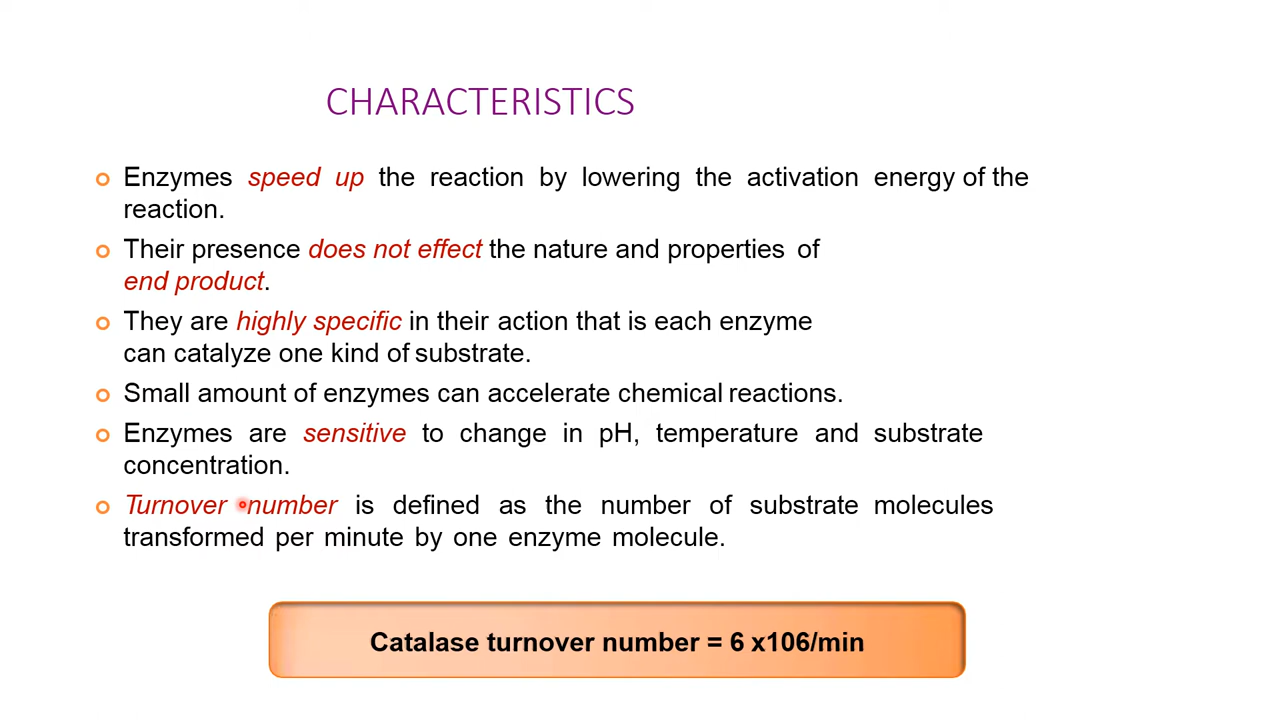 CHARACTERISTICS
Enzymes speed up the reaction by lowering the activation energy of the
reaction.
Their presence does not effect the nature and properties of
end product.
They are highly specific in their action that is each enzyme
can catalyze one kind of substrate.
Small amount of enzymes can accelerate chemical reactions.
Enzymes are sensitive to change in pH, temperature and substrate
concentration.
Turnover number is defined as the number of substrate molecules
transformed per minute by one enzyme molecule.
Catalase turnover number = 6 x106/min